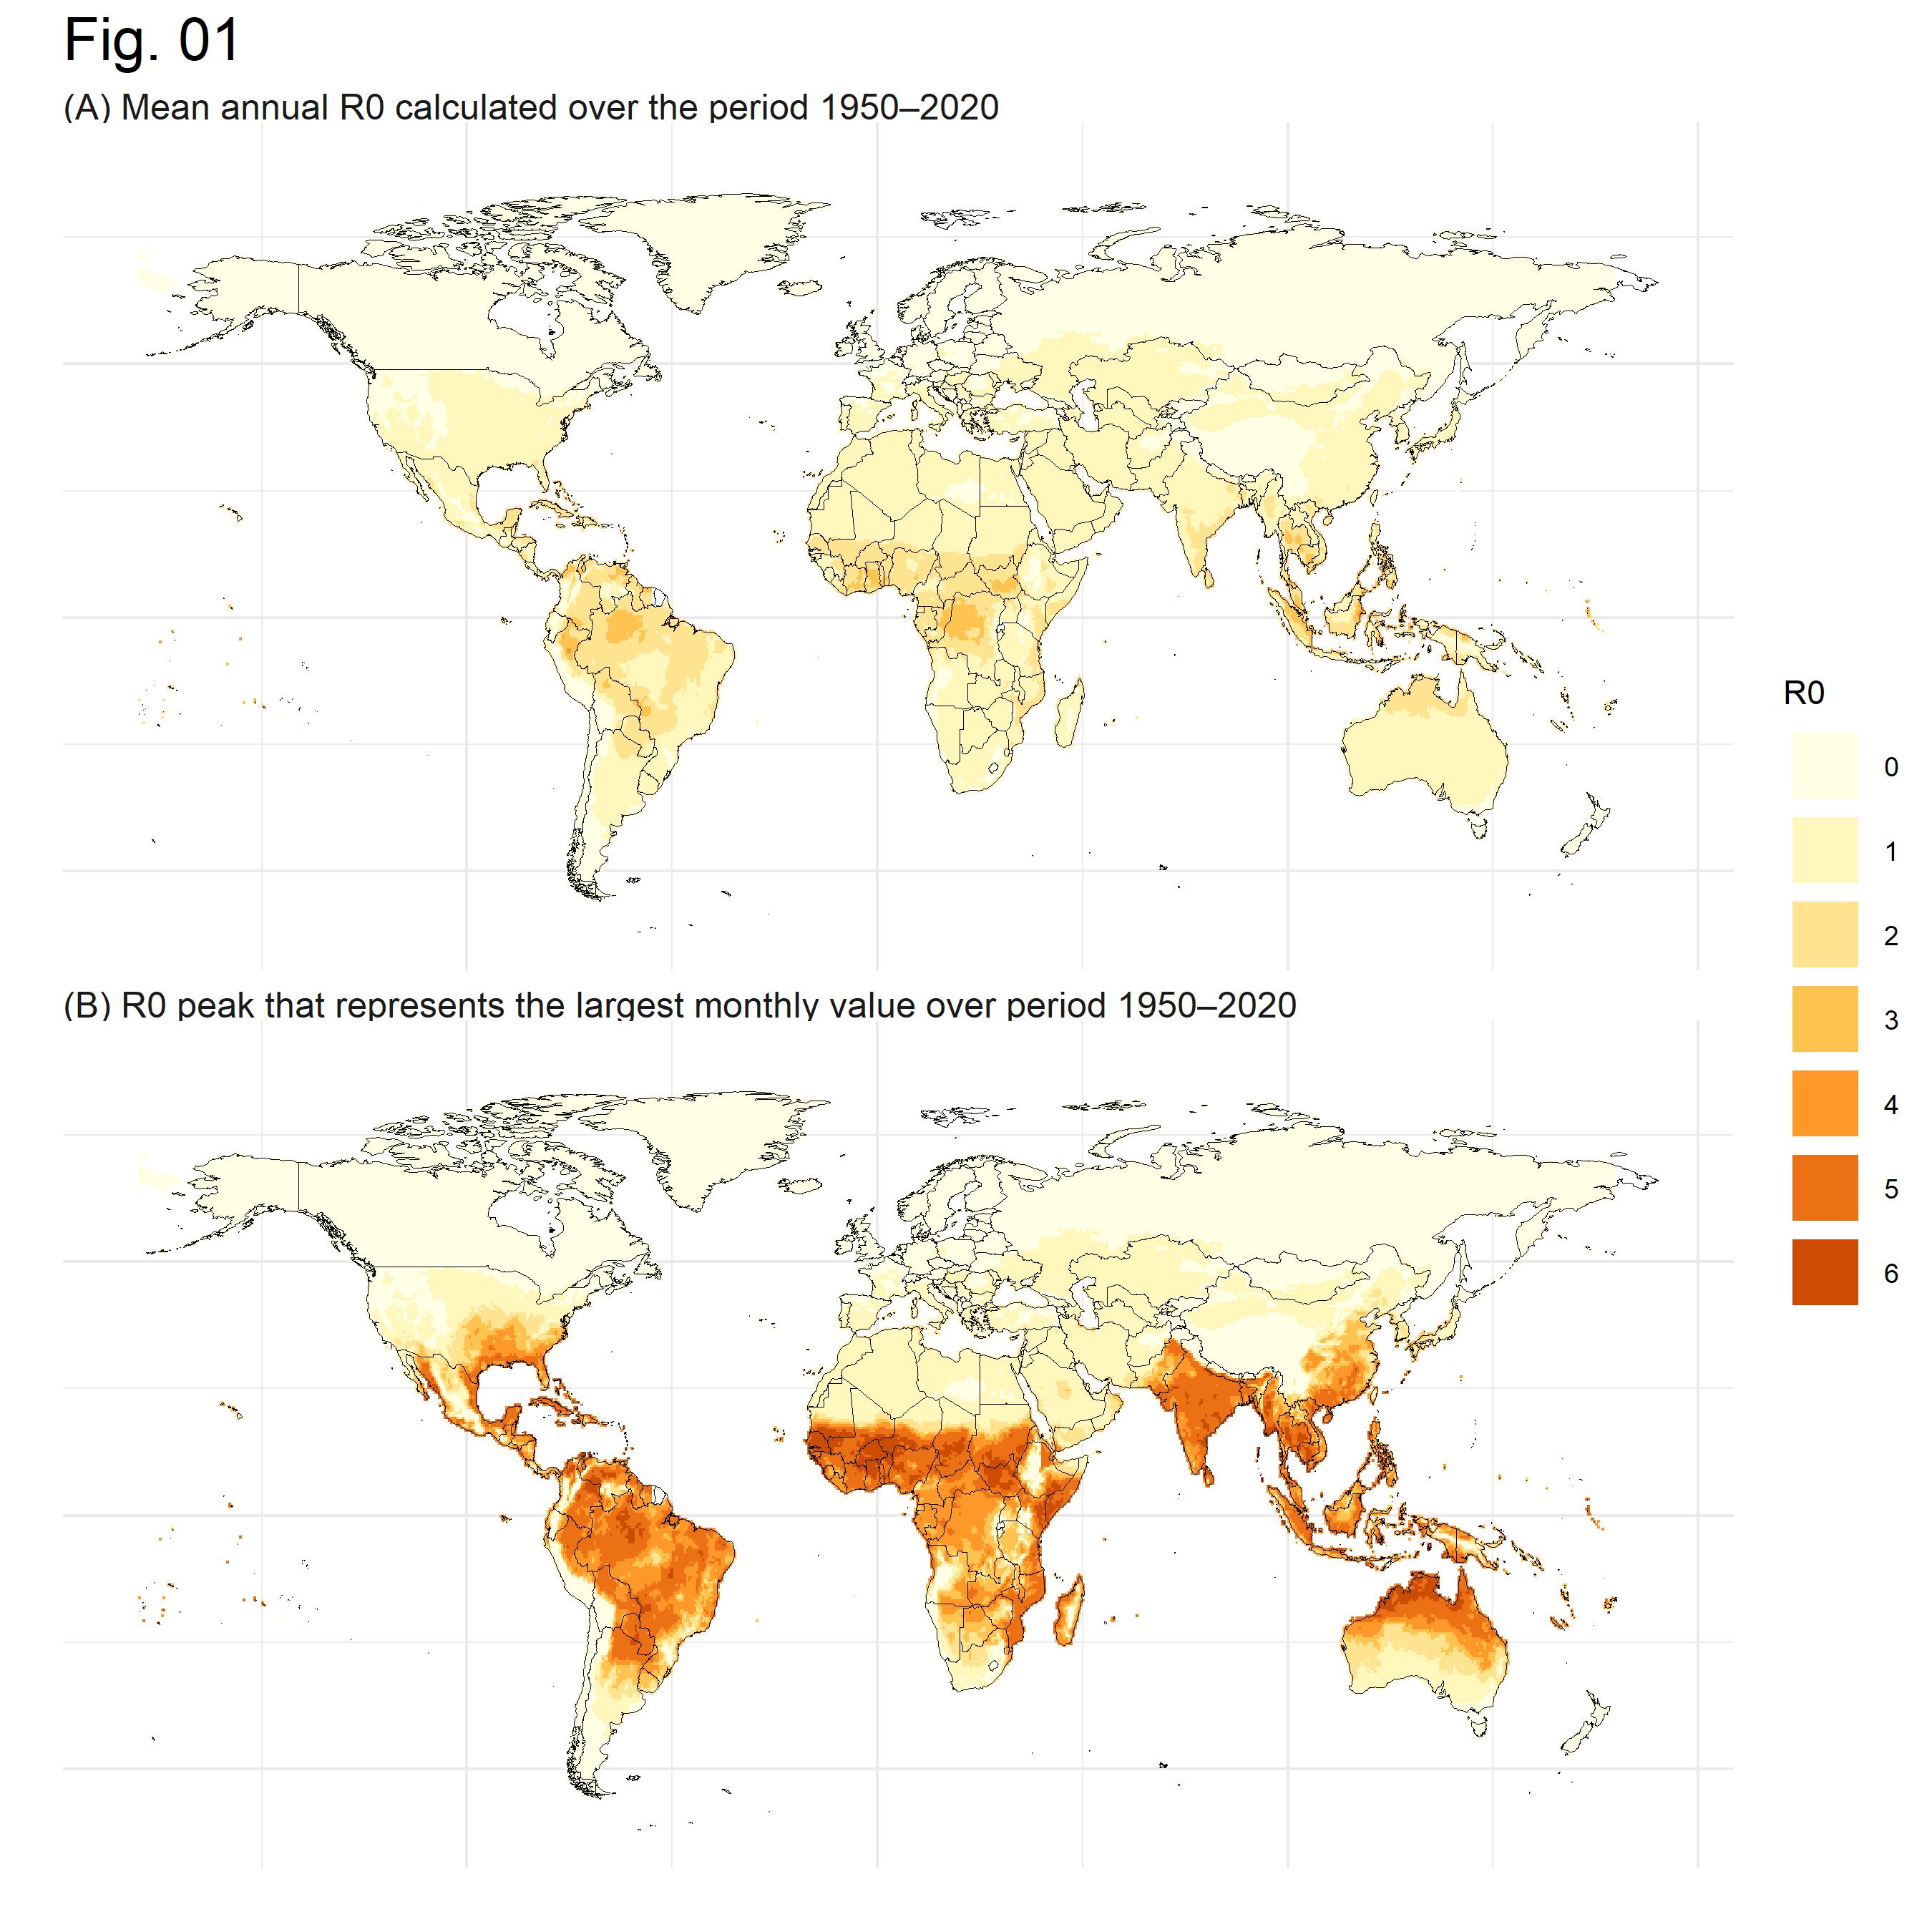 Fig. 01
(A) Mean annual R0 calculated over the period 1950–2020
(B) R0 peak that represents the largest monthly value over period 1950–2020
R0
0
1
2
3
4
5
6